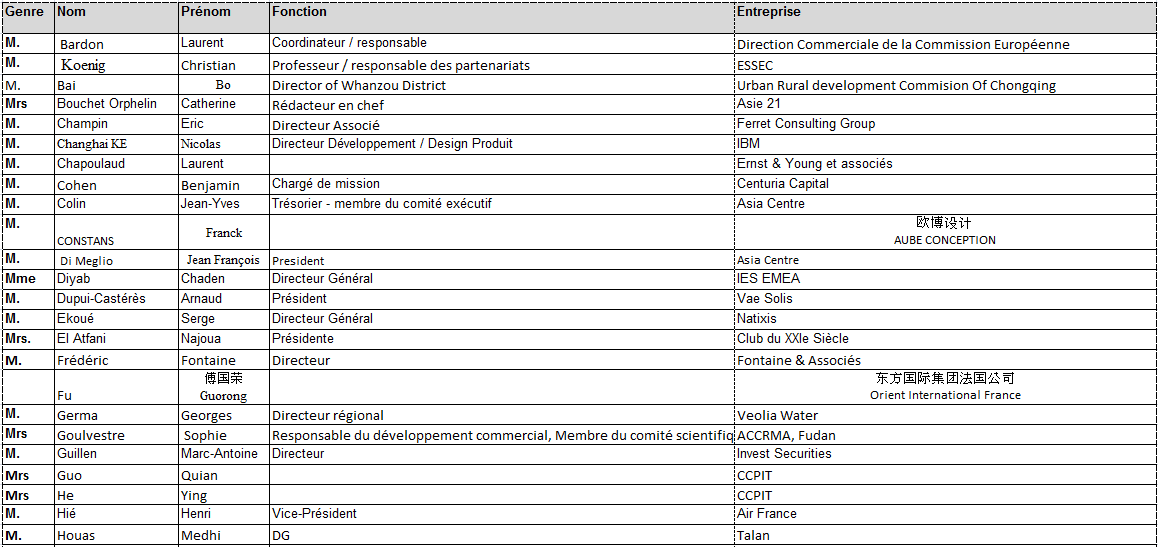 Genre Nom Prénom Fonction Entreprise
M. Bardon Laurent Coordinateur / responsable Direction Commerciale de la Commission Européenne
M. Koenig Christian Professeur / responsable des partenariats ESSEC
M. Bai Bo Director of Whanzou District Urban Rural development Commision Of Chongqing
Mrs Bouchet Orphelin Catherine Rédacteur en chef Asie 21
M. Champin Eric Directeur Associé Ferret Consulting Group
M. Changhai KE Nicolas Directeur Développement / Design Produit IBM
M. Chapoulaud Laurent Ernst & Young et associés
M. Cohen Benjamin Chargé de mission Centuria Capital
M. Colin Jean-Yves Trésorier - membre du comité exécutif Asia Centre
M. Franck 欧博设计
CONSTANS AUBE CONCEPTION
M. Di Meglio Jean François President Asia Centre
Mme Diyab Chaden Directeur Général IES EMEA
M. Dupui-Castérès Arnaud Président Vae Solis
M. Ekoué Serge Directeur Général Natixis
Mrs. El Atfani Najoua Présidente Club du XXIe Siècle
M. Frédéric Fontaine Directeur Fontaine & Associés
傅国荣 东方国际集团法国公司
Fu Guorong Orient International France
M. Germa Georges Directeur régional Veolia Water
Mrs Goulvestre Sophie Responsable du développement commercial, Membre du comité scientifiq ACCRMA, Fudan
M. Guillen Marc-Antoine Directeur Invest Securities
Mrs Guo Quian CCPIT
Mrs He Ying CCPIT
M. Hié Henri Vice-Président Air France
M. Houas Medhi DG Talan